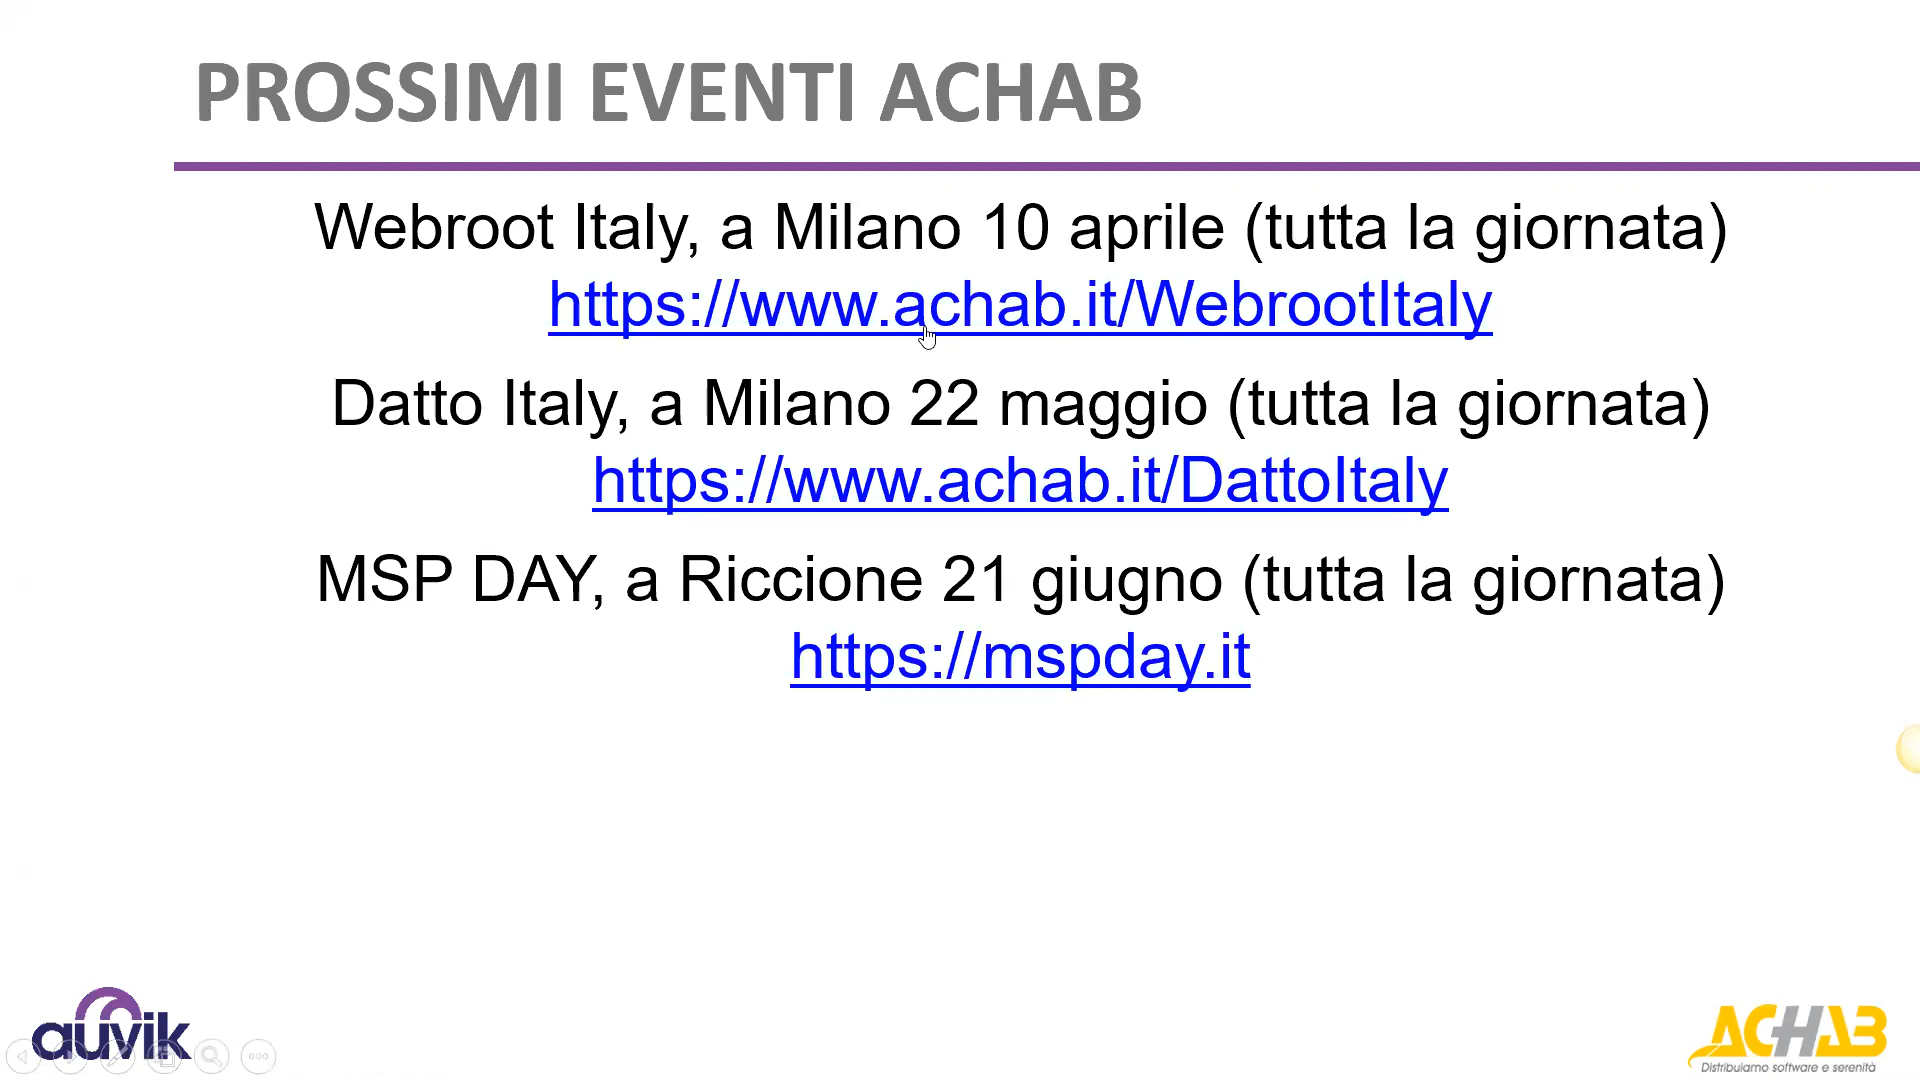 PROSSIMI EVENTI ACHAB
Webroot Italy, a Milano 10 aprile (tutta la giornata)
https://www.achab.it/WebrootItaly
Datto Italy, a Milano 22 maggio (tutta la giornata)
https://www.achab.it/DattoItaly
MSP DAY, a Riccione 21 giugno (tutta la giornata)
https://mspday.it
auvik
ACHAB
Distribuiamo software e serenità